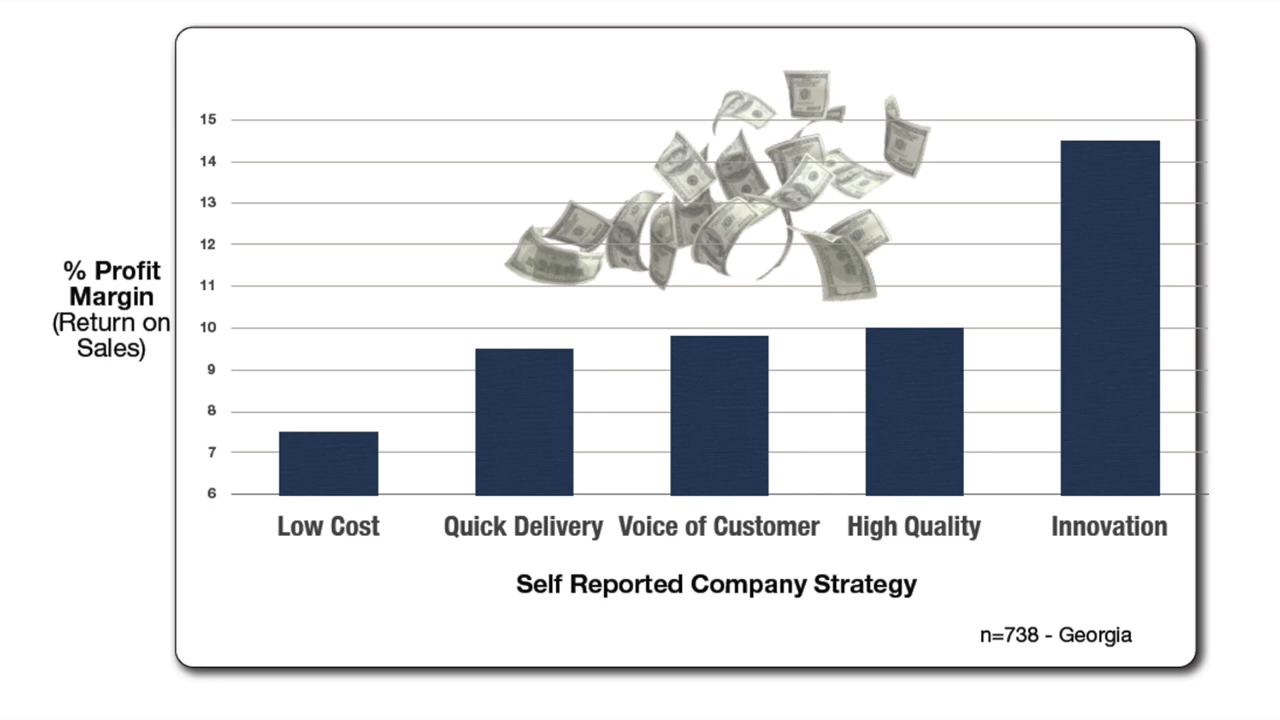 15
14
13
12
11
10
9
8
7
6
% Profit
Margin
(Return on
Sales)
Low Cost
Quick Delivery
Voice of Customer
High Quality
Innovation
Self Reported Company Strategy
n=738 - Georgia